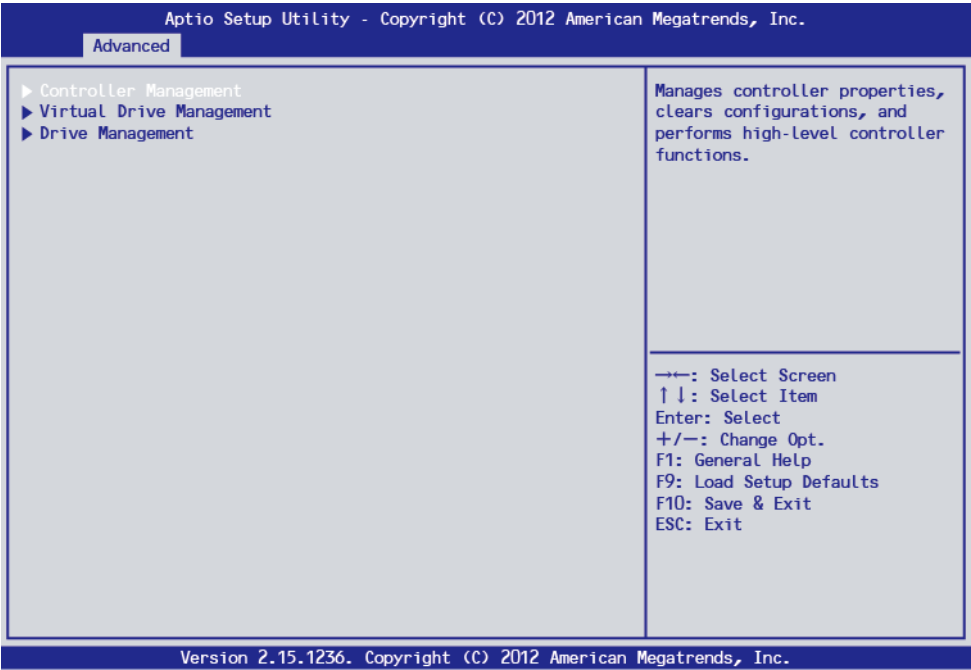 Aptio Setup Utility - Copyright (C) 2012 American Megatrends, Inc.
Advanced
▶ Controller Management
▶ Virtual Drive Management
▶ Drive Management
Manages controller properties,
clears configurations, and
performs high-level controller
functions.
→←: Select Screen
↑↓: Select Item
Enter: Select
+/-: Change Opt.
F1: General Help
F9: Load Setup Defaults
F10: Save & Exit
ESC: Exit
Version 2.15.1236. Copyright (C) 2012 American Megatrends, Inc.